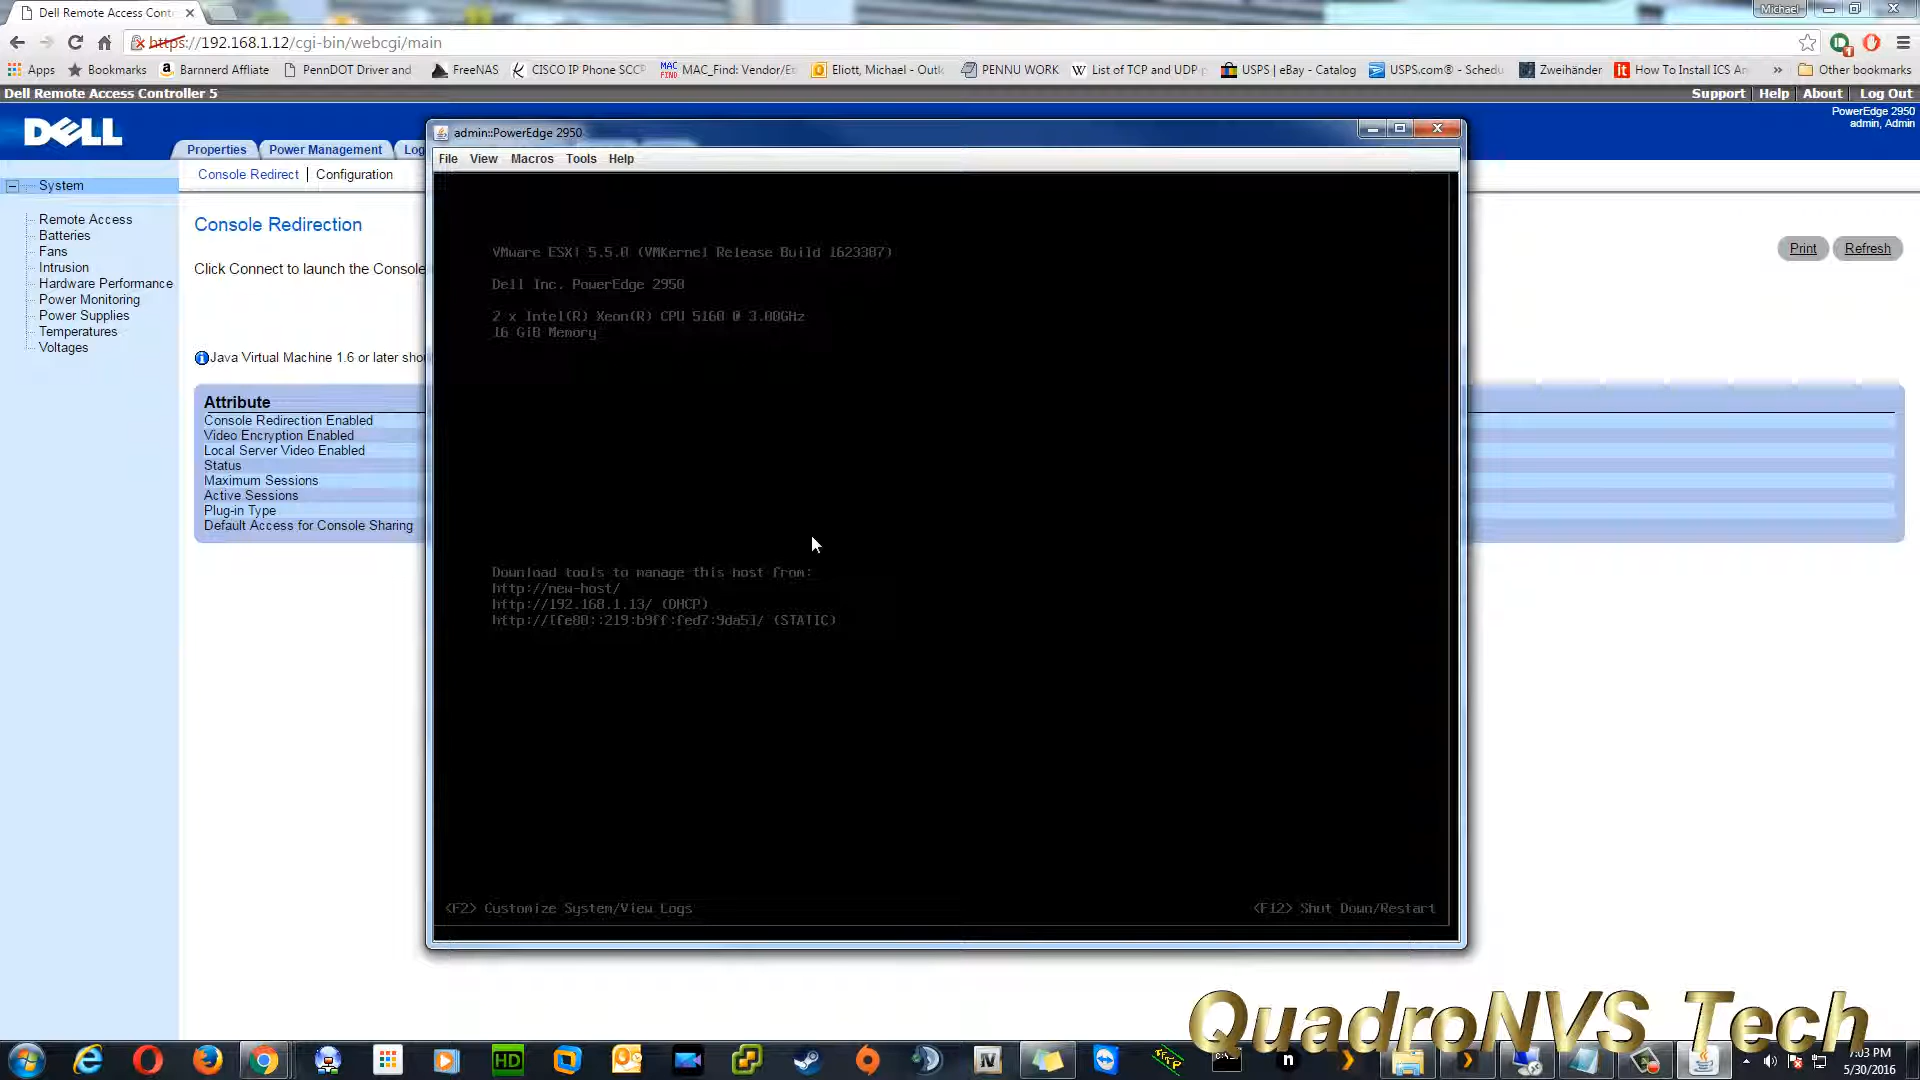 Dell Remote Access Cont
Michael
https://192.168.1.12/cgi-bin/webcgi/main
Apps
Bookmarks
Barnnerd Affliate
PennDOT Driver and
FreeNAS
CISCO IP Phone SCCP
MAC_Find: Vendor/E
Eliott, Michael - Outl
PENNU WORK
List of TCP and UDP p
USPS | eBay - Catalog
USPS.com® - Schedu
Zweihänder
How To Install ICS An
Other bookmarks
Dell Remote Access Controller 5
Support | Help | About | Log Out
PowerEdge 2950
admin, Admin
DELL
Properties
Power Management
Log
Console Redirect | Configuration
System
Remote Access
Batteries
Fans
Intrusion
Hardware Performance
Power Monitoring
Power Supplies
Temperatures
Voltages
Console Redirection
Print
Refresh
Click Connect to launch the Console
Java Virtual Machine 1.6 or later sho
Attribute
Console Redirection Enabled
Video Encryption Enabled
Local Server Video Enabled
Status
Maximum Sessions
Active Sessions
Plug-in Type
Default Access for Console Sharing
admin::PowerEdge 2950
File View Macros Tools Help
VMware ESXi 5.5.0 (VMKernel Release Build 1623387)
Dell Inc. PowerEdge 2950
2 x Intel(R) Xeon(R) CPU 5160 @ 3.00GHz
16 GiB Memory
Download tools to manage this host from:
http://new-host/
http://192.168.1.13/ (DHCP)
http://[fe80::219:b9ff:fed7:9da5]/ (STATIC)
<F2> Customize System/View Logs
<F12> Shut Down/Restart
QuadroNVS Tech
HD
IV
n
7:03 PM
5/30/2016